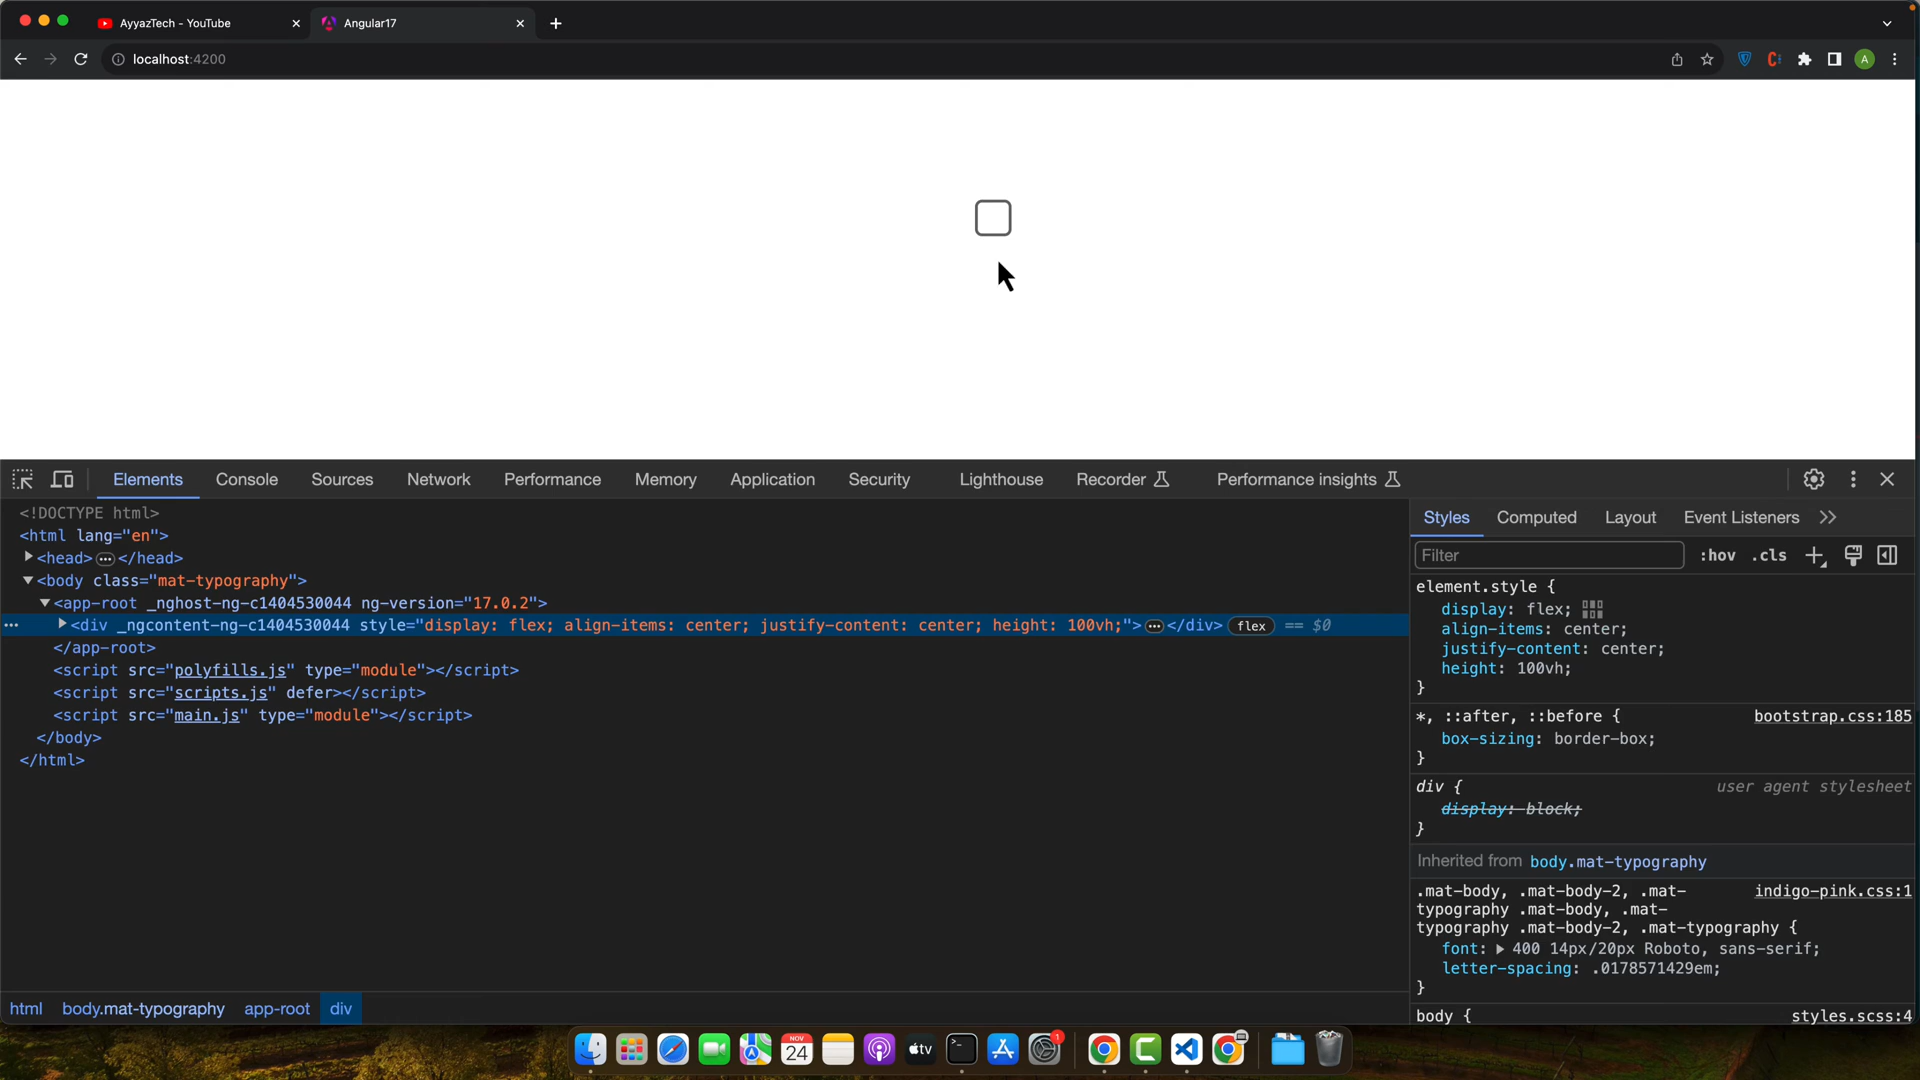 AyyazTech - YouTube
Angular17
localhost:4200
A
Elements
Console
Sources
Network
Performance
Memory
Application
Security
Lighthouse
Recorder
Performance insights
<!DOCTYPE html>
<html lang="en">
<head>…</head>
<body class="mat-typography">
<app-root _nghost-ng-c1404530044 ng-version="17.0.2">
<div _ngcontent-ng-c1404530044 style="display: flex; align-items: center; justify-content: center; height: 100vh;">…</div> flex == $0
</app-root>
<script src="polyfills.js" type="module"></script>
<script src="scripts.js" defer></script>
<script src="main.js" type="module"></script>
</body>
</html>
html
body.mat-typography
app-root
div
Styles
Computed
Layout
Event Listeners
Filter
:hov
.cls
element.style {
display: flex;
align-items: center;
justify-content: center;
height: 100vh;
}
*, ::after, ::before {
bootstrap.css:185
box-sizing: border-box;
}
div {
user agent stylesheet
display: block;
}
Inherited from body.mat-typography
.mat-body, .mat-body-2, .mat-
indigo-pink.css:1
typography .mat-body, .mat-
typography .mat-body-2, .mat-typography {
font: 400 14px/20px Roboto, sans-serif;
letter-spacing: .0178571429em;
}
body {
styles.scss:4
NOV
24
tv
1